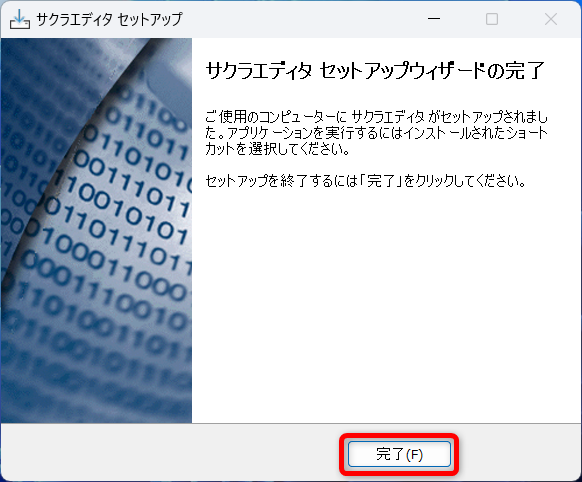 サクラエディタ セットアップ
サクラエディタ セットアップウィザードの完了
ご使用のコンピューターに サクラエディタ がセットアップされまし
た。アプリケーションを実行するにはインストールされたショート
カットを選択してください。
セットアップを終了するには「完了」をクリックしてください。
完了(F)